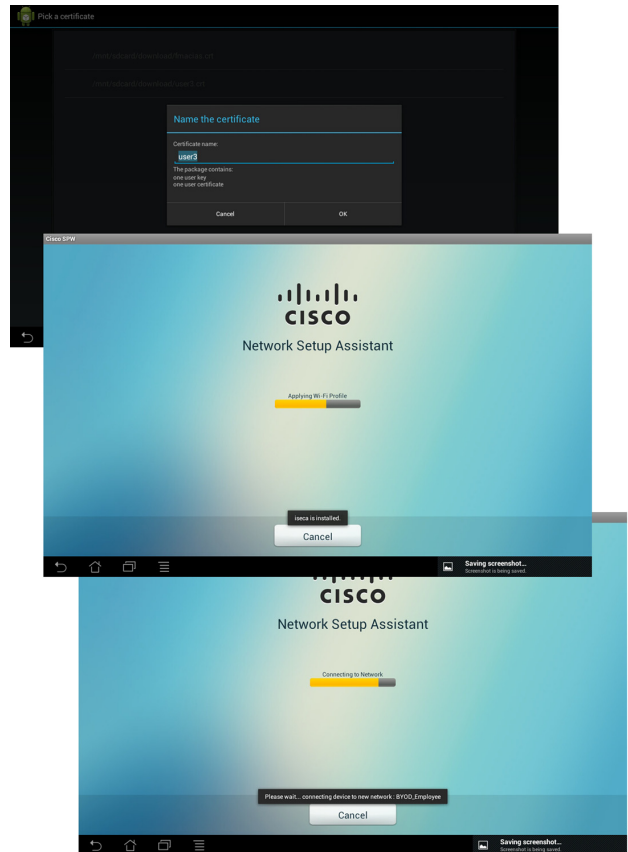 Pick a certificate
Name the certificate
Certificate name:
user3
The package contains:
one user key
one user certificate
Cancel
OK
Cisco SPW
CISCO
Network Setup Assistant
Applying Wi-Fi Profile
iseca is installed.
Cancel
Saving screenshot...
Screenshot is being saved.
CISCO
Network Setup Assistant
Connecting to Network
Please wait... connecting device to new network : BYOD_Employee
Cancel
Saving screenshot...
Screenshot is being saved.